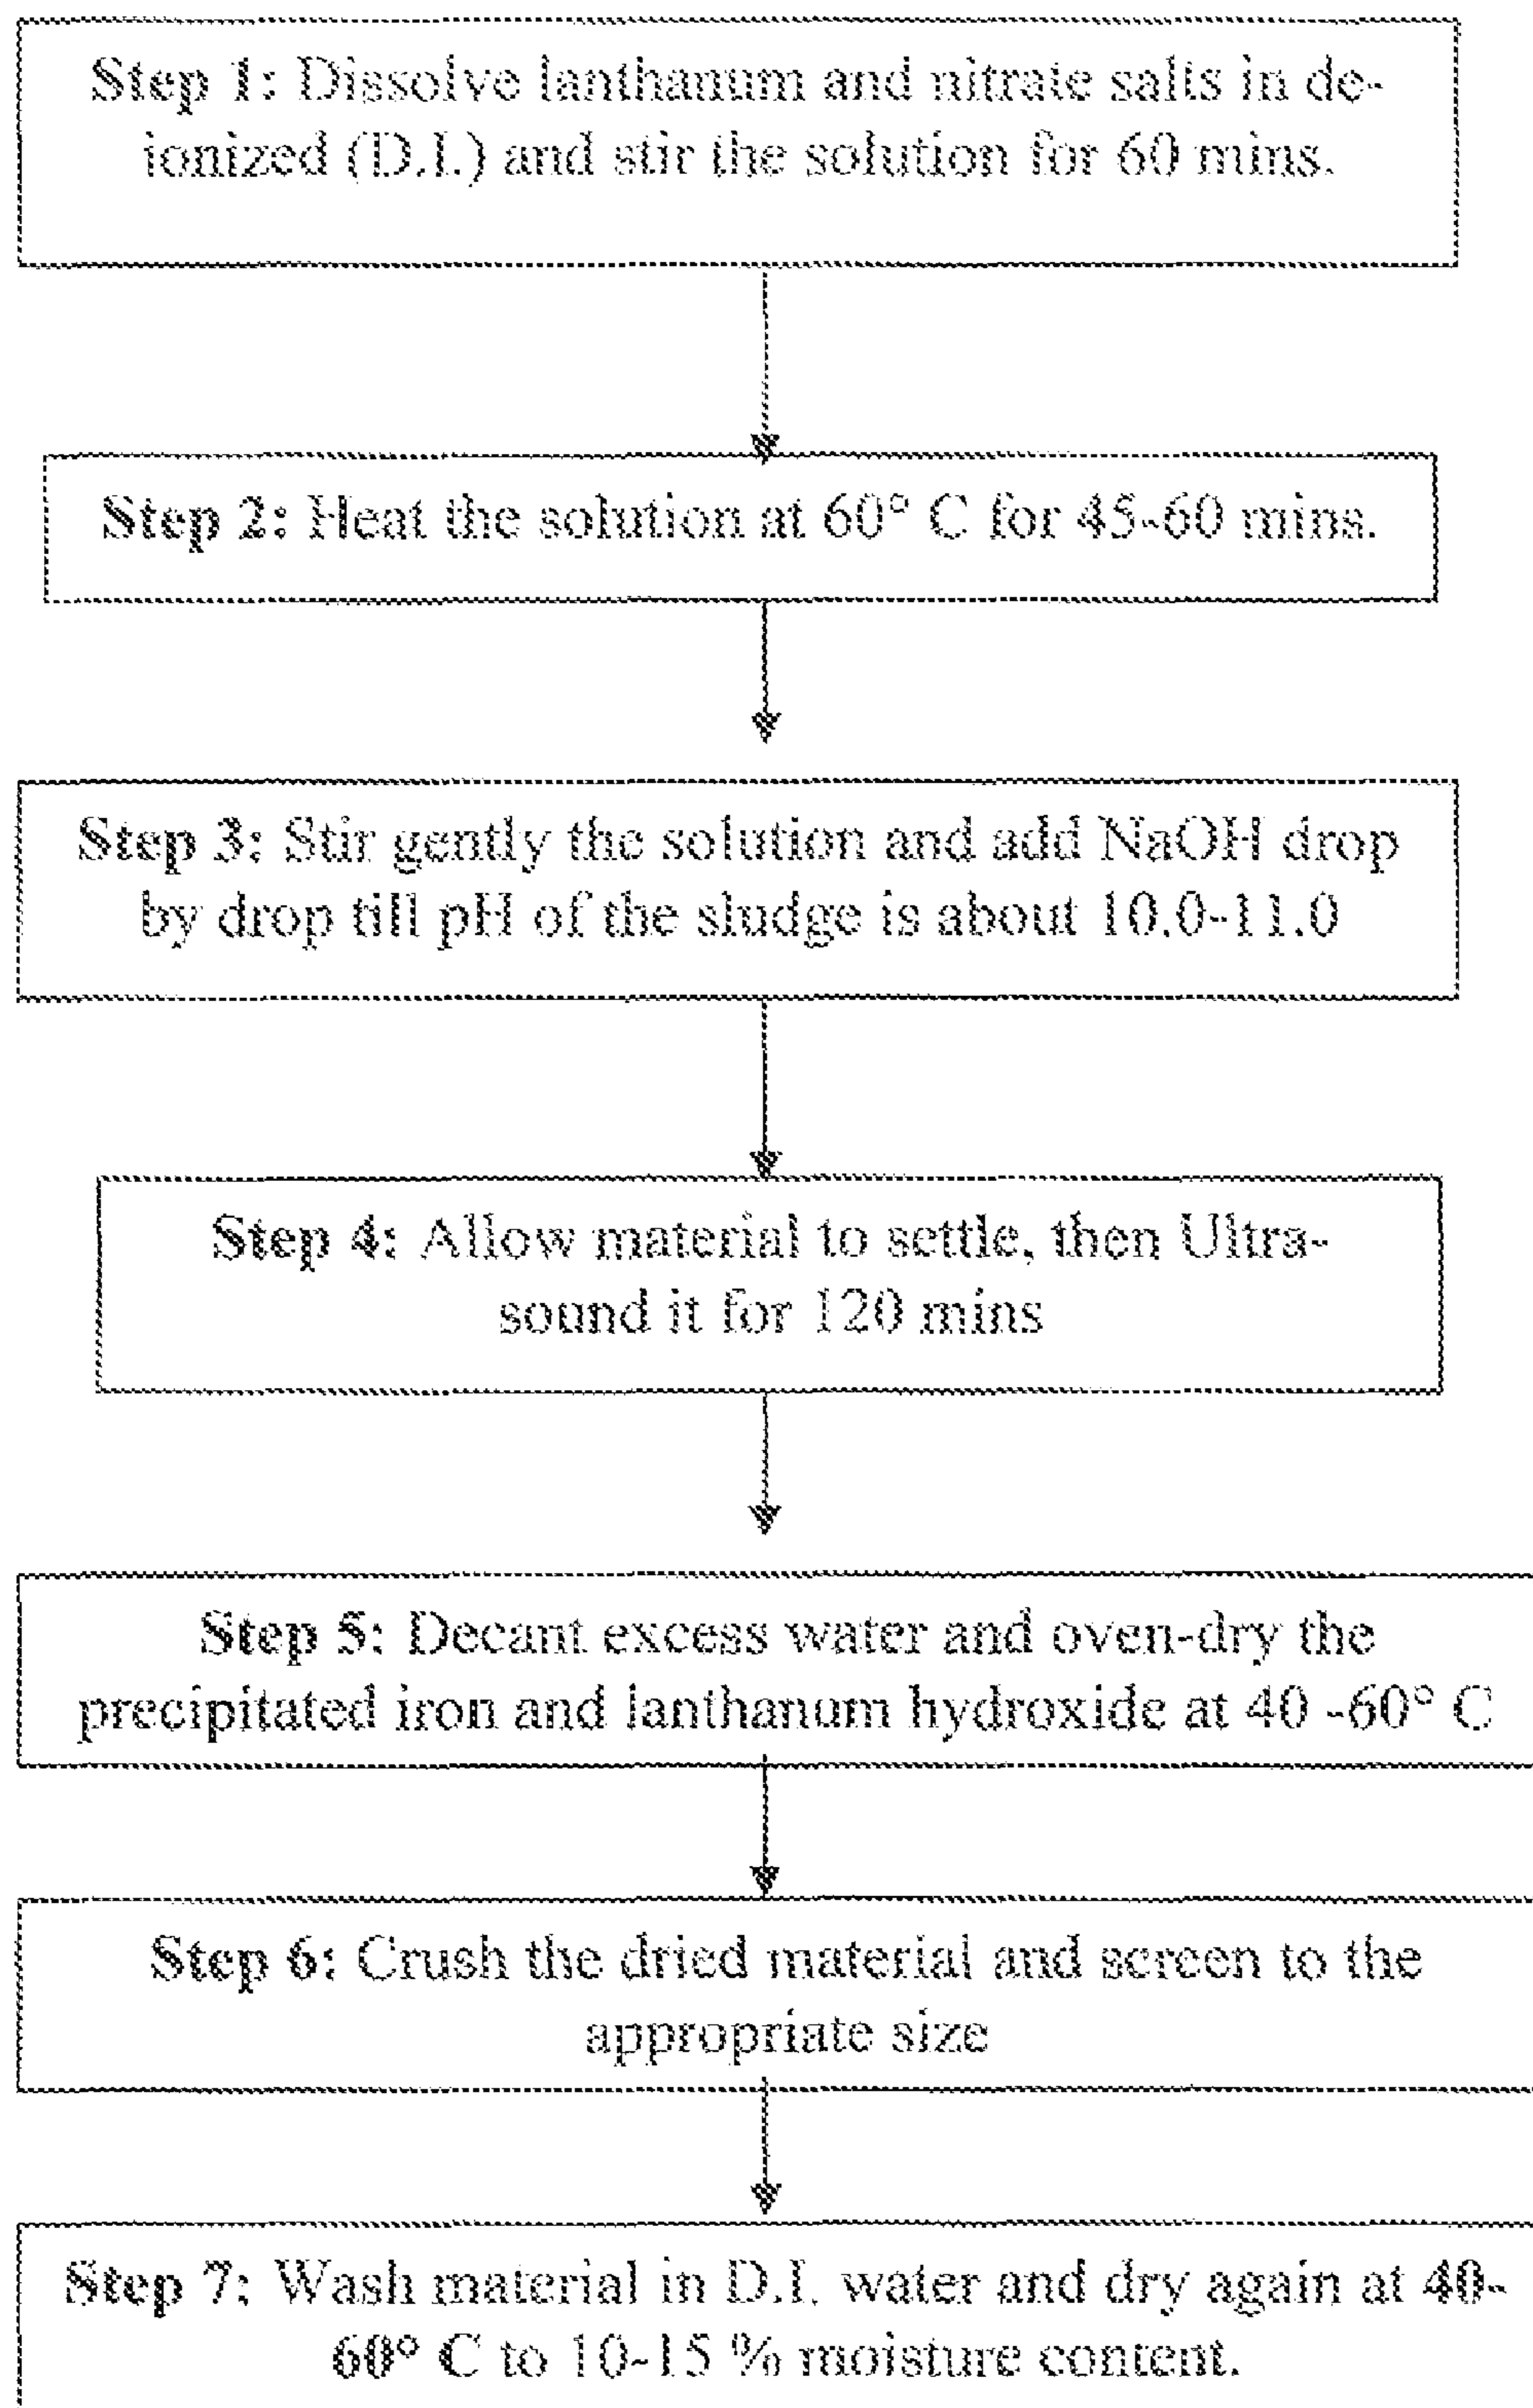 Step 1: Dissolve lanthanum and nitrate salts in de-
ionized (D.I.) and stir the solution for 60 mins.
Step 2: Heat the solution at 60° C for 45-60 mins.
Step 3: Stir gently the solution and add NaOH drop
by drop till pH of the sludge is about 10.0-11.0
Step 4: Allow material to settle, then Ultra-
sound it for 120 mins
Step 5: Decant excess water and oven-dry the
precipitated iron and lanthanum hydroxide at 40 -60° C
Step 6: Crush the dried material and screen to the
appropriate size
Step 7: Wash material in D.I. water and dry again at 40-
60° C to 10-15 % moisture content.